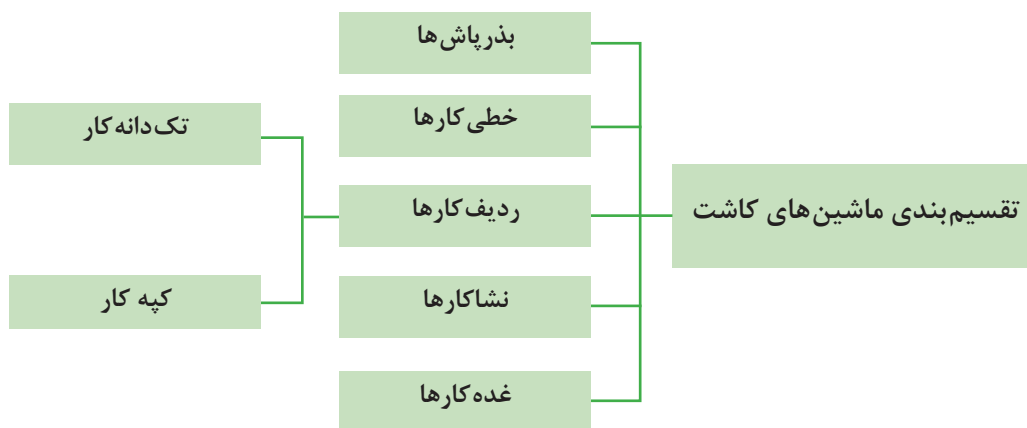 تقسیم‌بندی ماشین‌های کاشت
بذرپاش‌ها
خطی‌کارها
ردیف‌کارها
نشاکارها
غده‌کارها
تک‌دانه‌کار
کپه کار